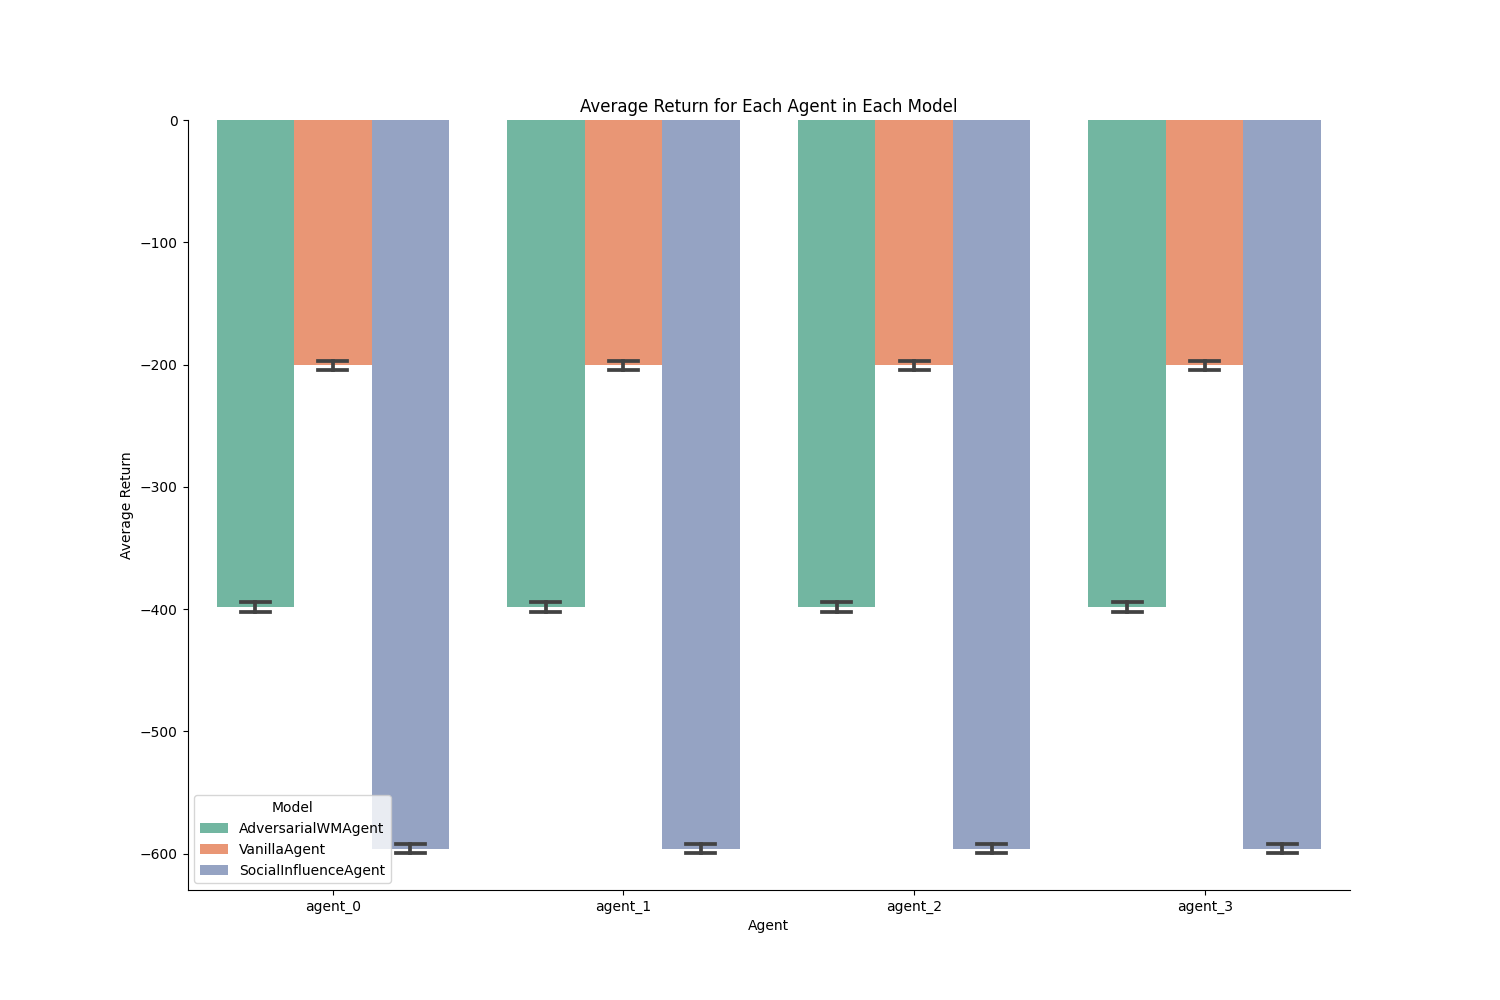 Average Return for Each Agent in Each Model
0
−100
−200
−300
−400
−500
−600
Average Return
Model
AdversarialWMAgent
VanillaAgent
SocialInfluenceAgent
agent_0
agent_1
agent_2
agent_3
Agent